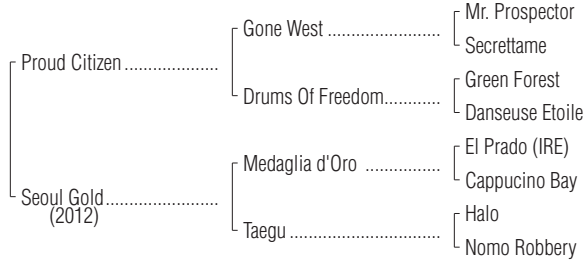 Mr. Prospector
Gone West
Secrettame
Proud Citizen
Green Forest
Drums Of Freedom
Danseuse Etoile
El Prado (IRE)
Medaglia d'Oro
Cappucino Bay
Seoul Gold
(2012)
Halo
Taegu
Nomo Robbery